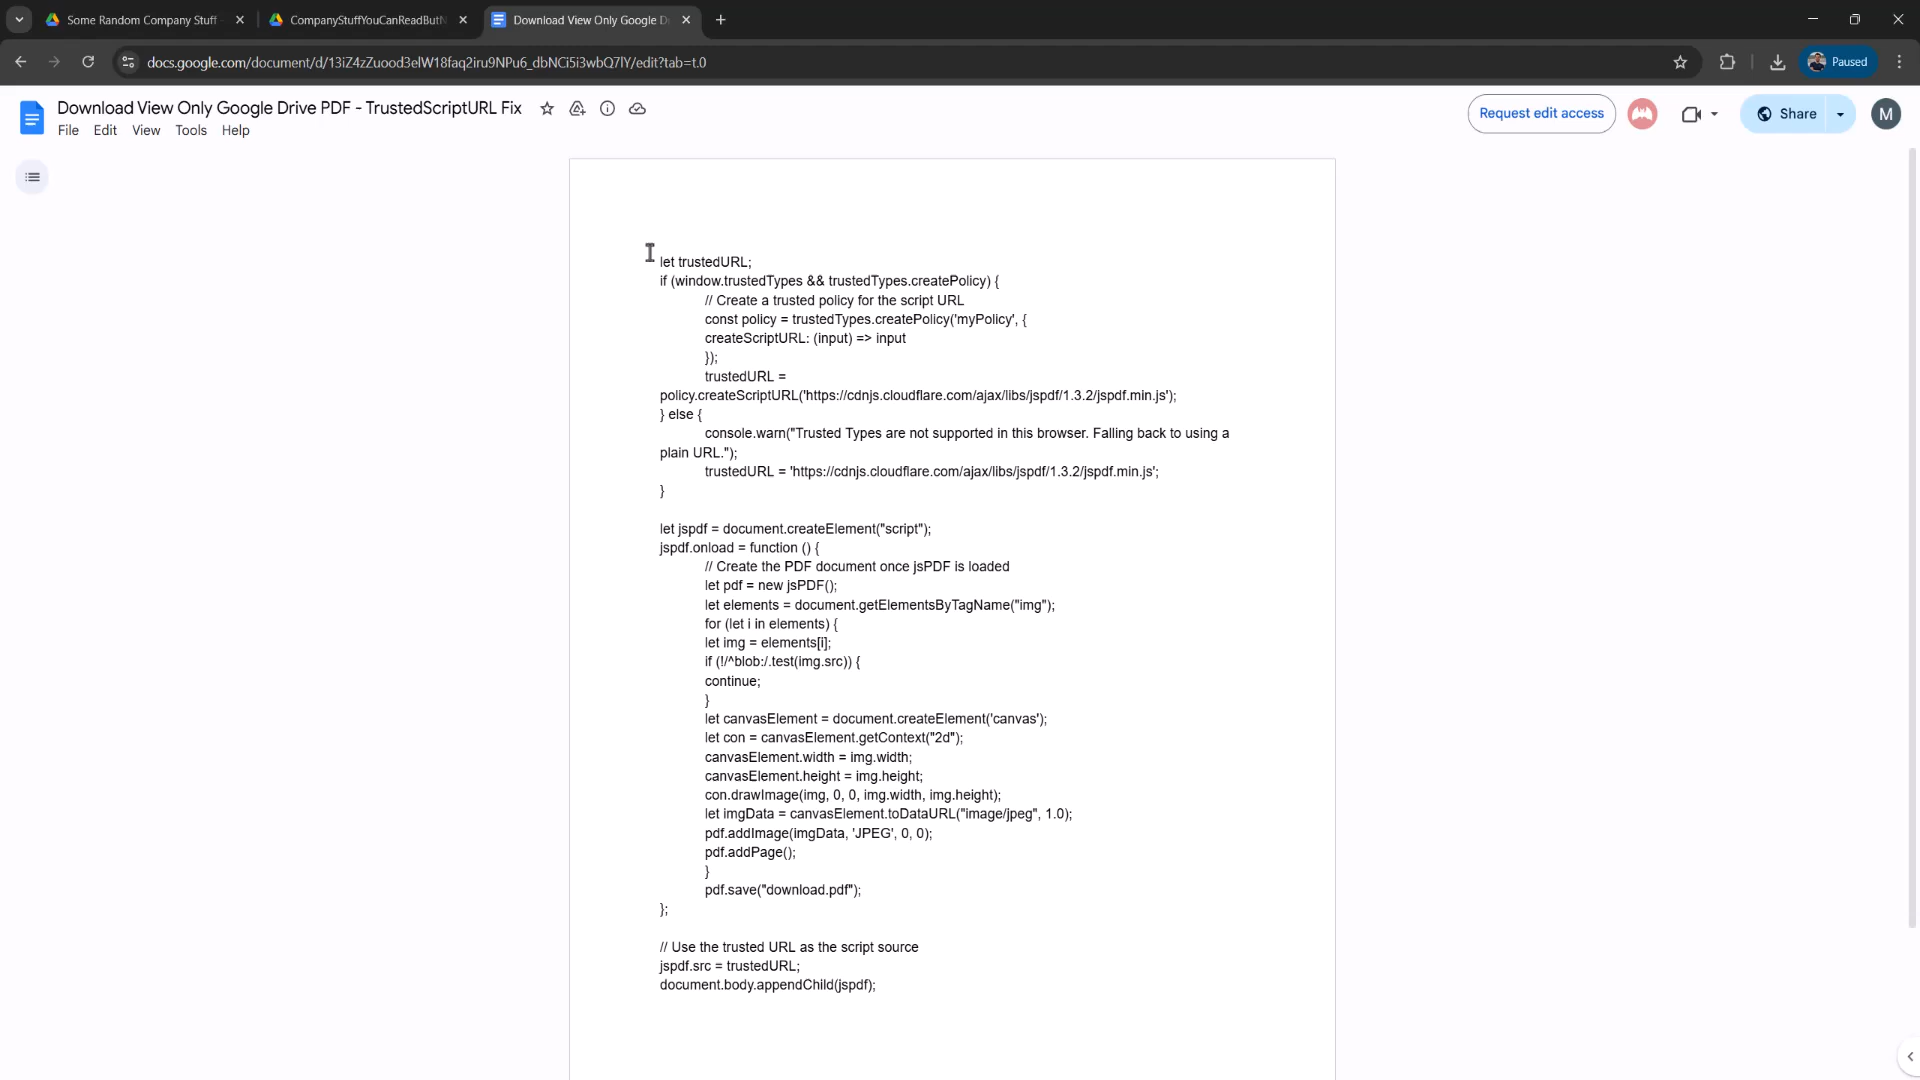 Some Random Company Stuff
CompanyStuffYouCanReadButN
Download View Only Google D
docs.google.com/document/d/13iZ4zZuood3elW18faq2iru9NPu6_dbNCi5i3wbQ7lY/edit?tab=t.0
Paused
Download View Only Google Drive PDF - TrustedScriptURL Fix
File Edit View Tools Help
Request edit access
Share
M
let trustedURL;
if (window.trustedTypes && trustedTypes.createPolicy) {
// Create a trusted policy for the script URL
const policy = trustedTypes.createPolicy('myPolicy', {
createScriptURL: (input) => input
});
trustedURL =
policy.createScriptURL('https://cdnjs.cloudflare.com/ajax/libs/jspdf/1.3.2/jspdf.min.js');
} else {
console.warn("Trusted Types are not supported in this browser. Falling back to using a
plain URL.");
trustedURL = 'https://cdnjs.cloudflare.com/ajax/libs/jspdf/1.3.2/jspdf.min.js';
}
let jspdf = document.createElement("script");
jspdf.onload = function () {
// Create the PDF document once jsPDF is loaded
let pdf = new jsPDF();
let elements = document.getElementsByTagName("img");
for (let i in elements) {
let img = elements[i];
if (!/^blob:/.test(img.src)) {
continue;
}
let canvasElement = document.createElement('canvas');
let con = canvasElement.getContext("2d");
canvasElement.width = img.width;
canvasElement.height = img.height;
con.drawImage(img, 0, 0, img.width, img.height);
let imgData = canvasElement.toDataURL("image/jpeg", 1.0);
pdf.addImage(imgData, 'JPEG', 0, 0);
pdf.addPage();
}
pdf.save("download.pdf");
};
// Use the trusted URL as the script source
jspdf.src = trustedURL;
document.body.appendChild(jspdf);